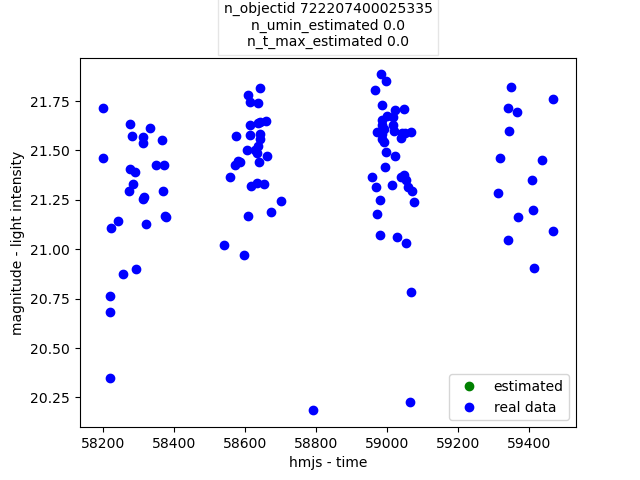 n_objectid 722207400025335
n_umin_estimated 0.0
n_t_max_estimated 0.0
magnitude - light intensity
21.75
21.50
21.25
21.00
20.75
20.50
20.25
58200 58400 58600 58800 59000 59200 59400
hmjs - time
estimated
real data